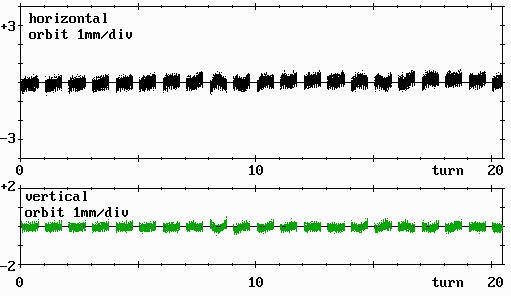 +3
horizontal
orbit 1mm/div
-3
0 10 turn 20
+2
vertical
orbit 1mm/div
-2
0 10 turn 20